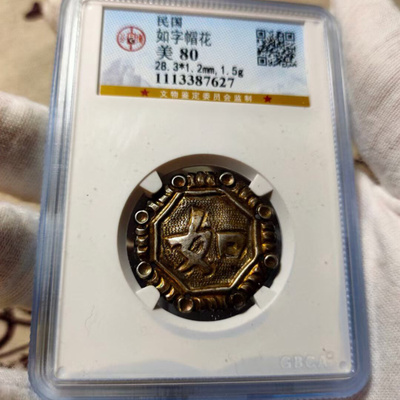 民国
如字帽花
美 80
28.3*1.2mm,1.5g
1113387627
★文物鉴定委员会监制★
如
GBCA